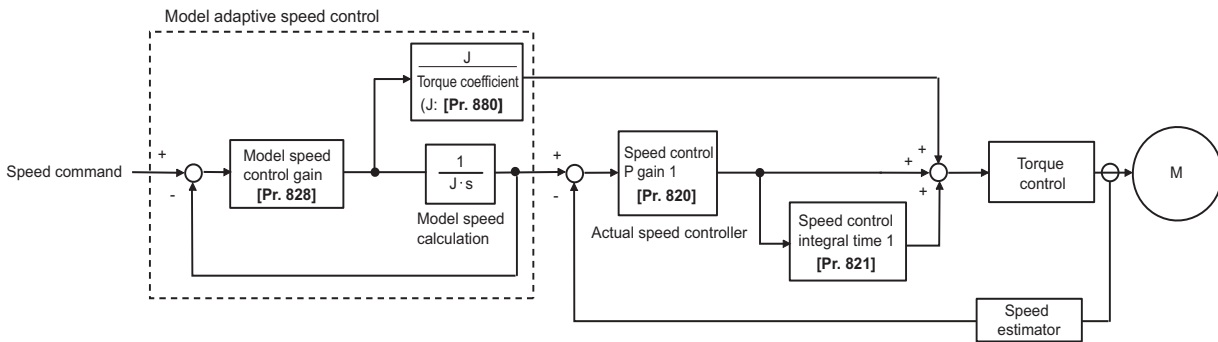 Model adaptive speed control
J
Torque coefficient
(J: [Pr. 880]
Speed command
+
-
Model speed
control gain
[Pr. 828]
1
J·s
Model speed
calculation
+
-
Speed control
P gain 1
[Pr. 820]
Actual speed controller
Speed control
integral time 1
[Pr. 821]
+
+
+
Torque
control
M
Speed
estimator